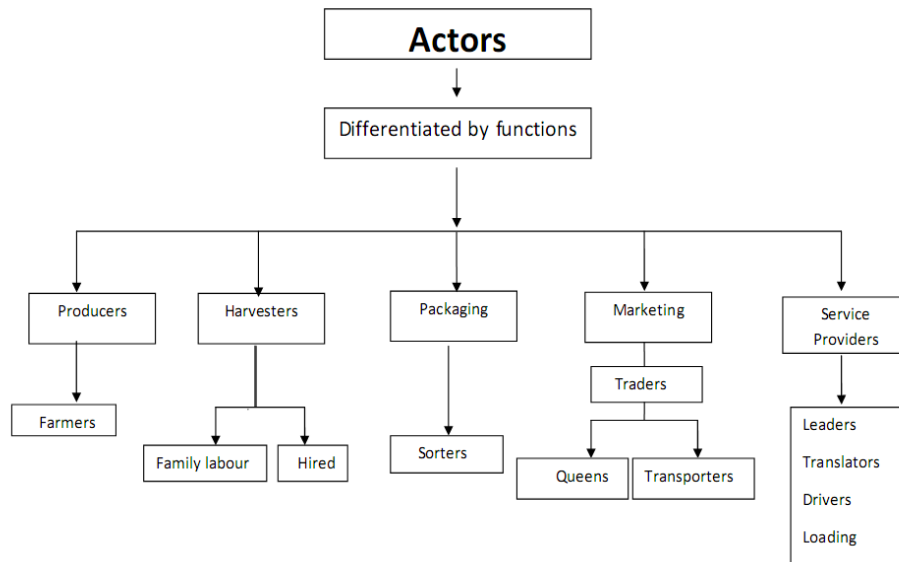 Actors
Differentiated by functions
Producers
Harvesters
Packaging
Marketing
Service
Providers
Traders
Farmers
Family labour
Hired
Sorters
Queens
Transporters
Leaders
Translators
Drivers
Loading